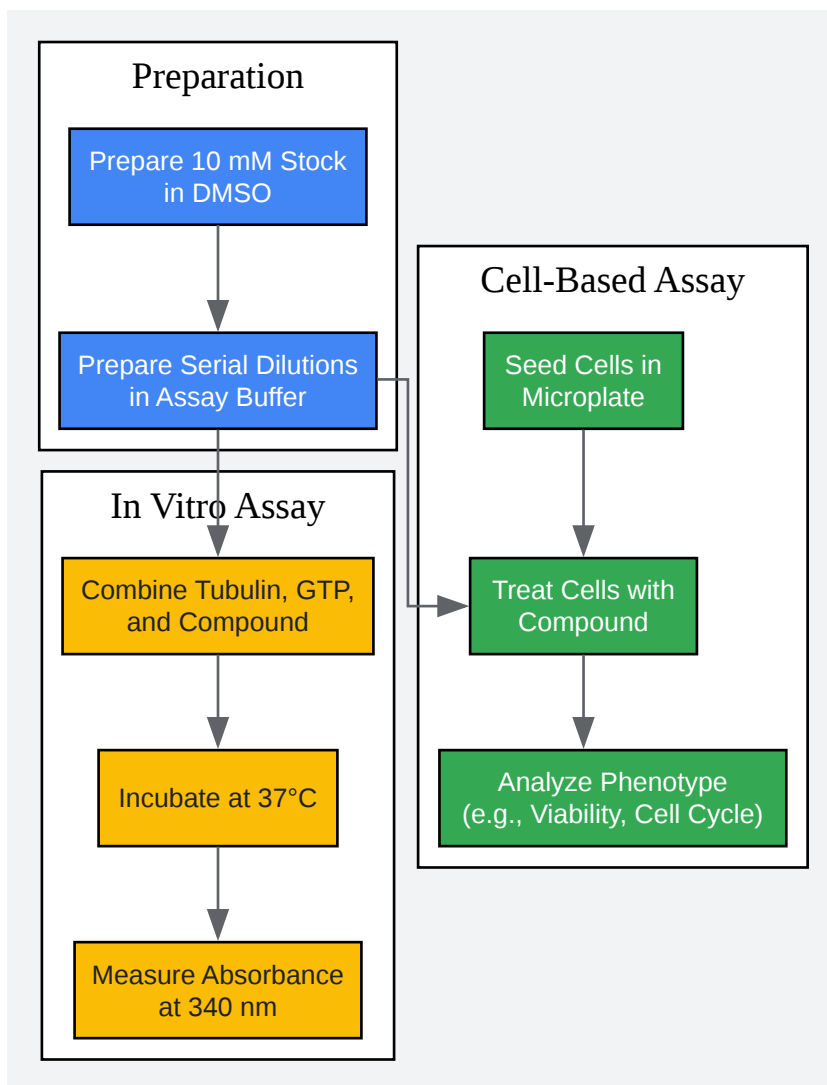 Preparation
Prepare 10 mM Stock
in DMSO
Prepare Serial Dilutions
in Assay Buffer
In Vitro Assay
Combine Tubulin, GTP,
and Compound
Incubate at 37°C
Measure Absorbance
at 340 nm
Cell-Based Assay
Seed Cells in
Microplate
Treat Cells with
Compound
Analyze Phenotype
(e.g., Viability, Cell Cycle)